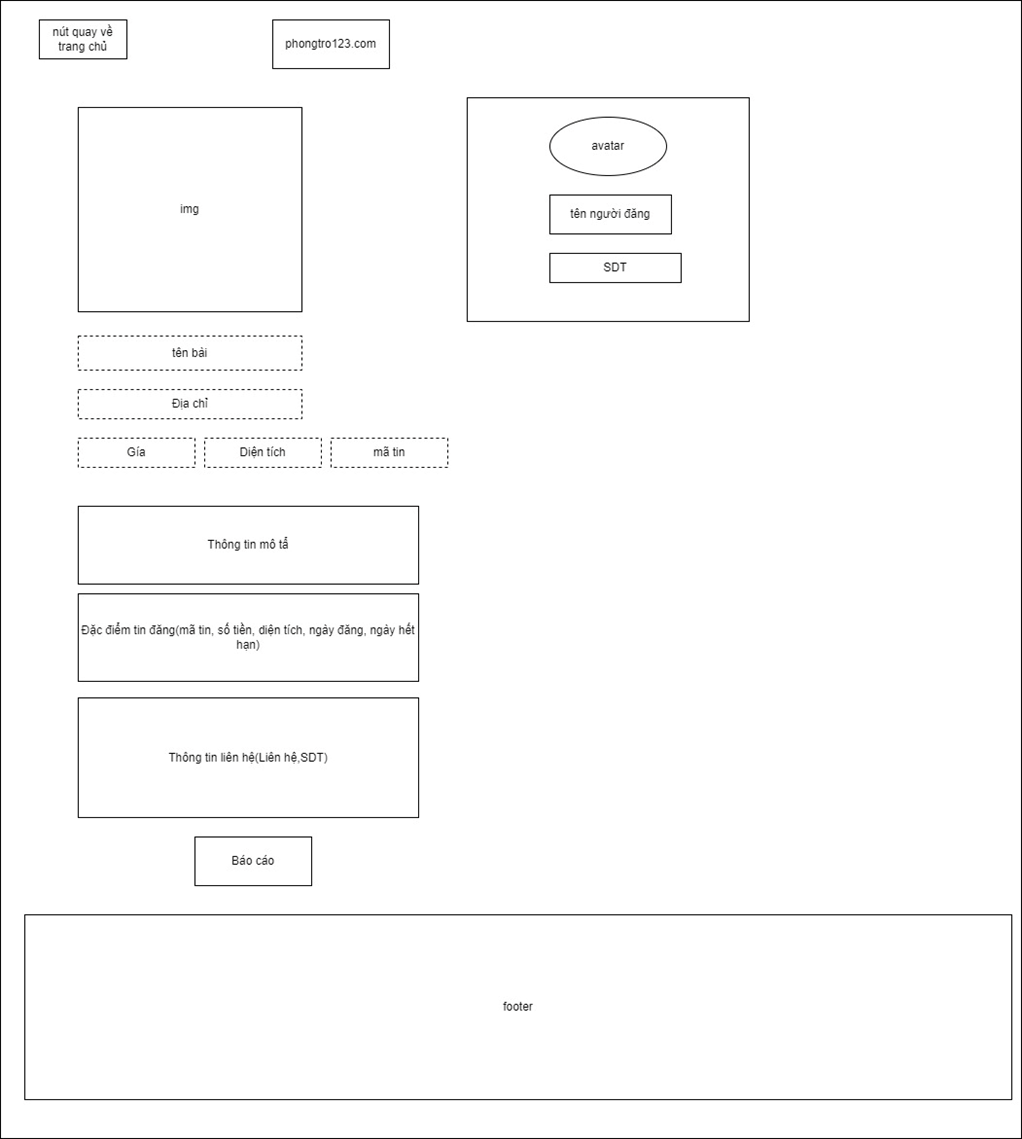 nút quay về
trang chủ
phongtro123.com
img
avatar
tên người đăng
SDT
tên bài
Địa chỉ
Gía
Diện tích
mã tin
Thông tin mô tẩ
Đặc điểm tin đăng(mã tin, số tiền, diện tích, ngày đăng, ngày hết
hạn)
Thông tin liên hệ(Liên hệ,SDT)
Báo cáo
footer